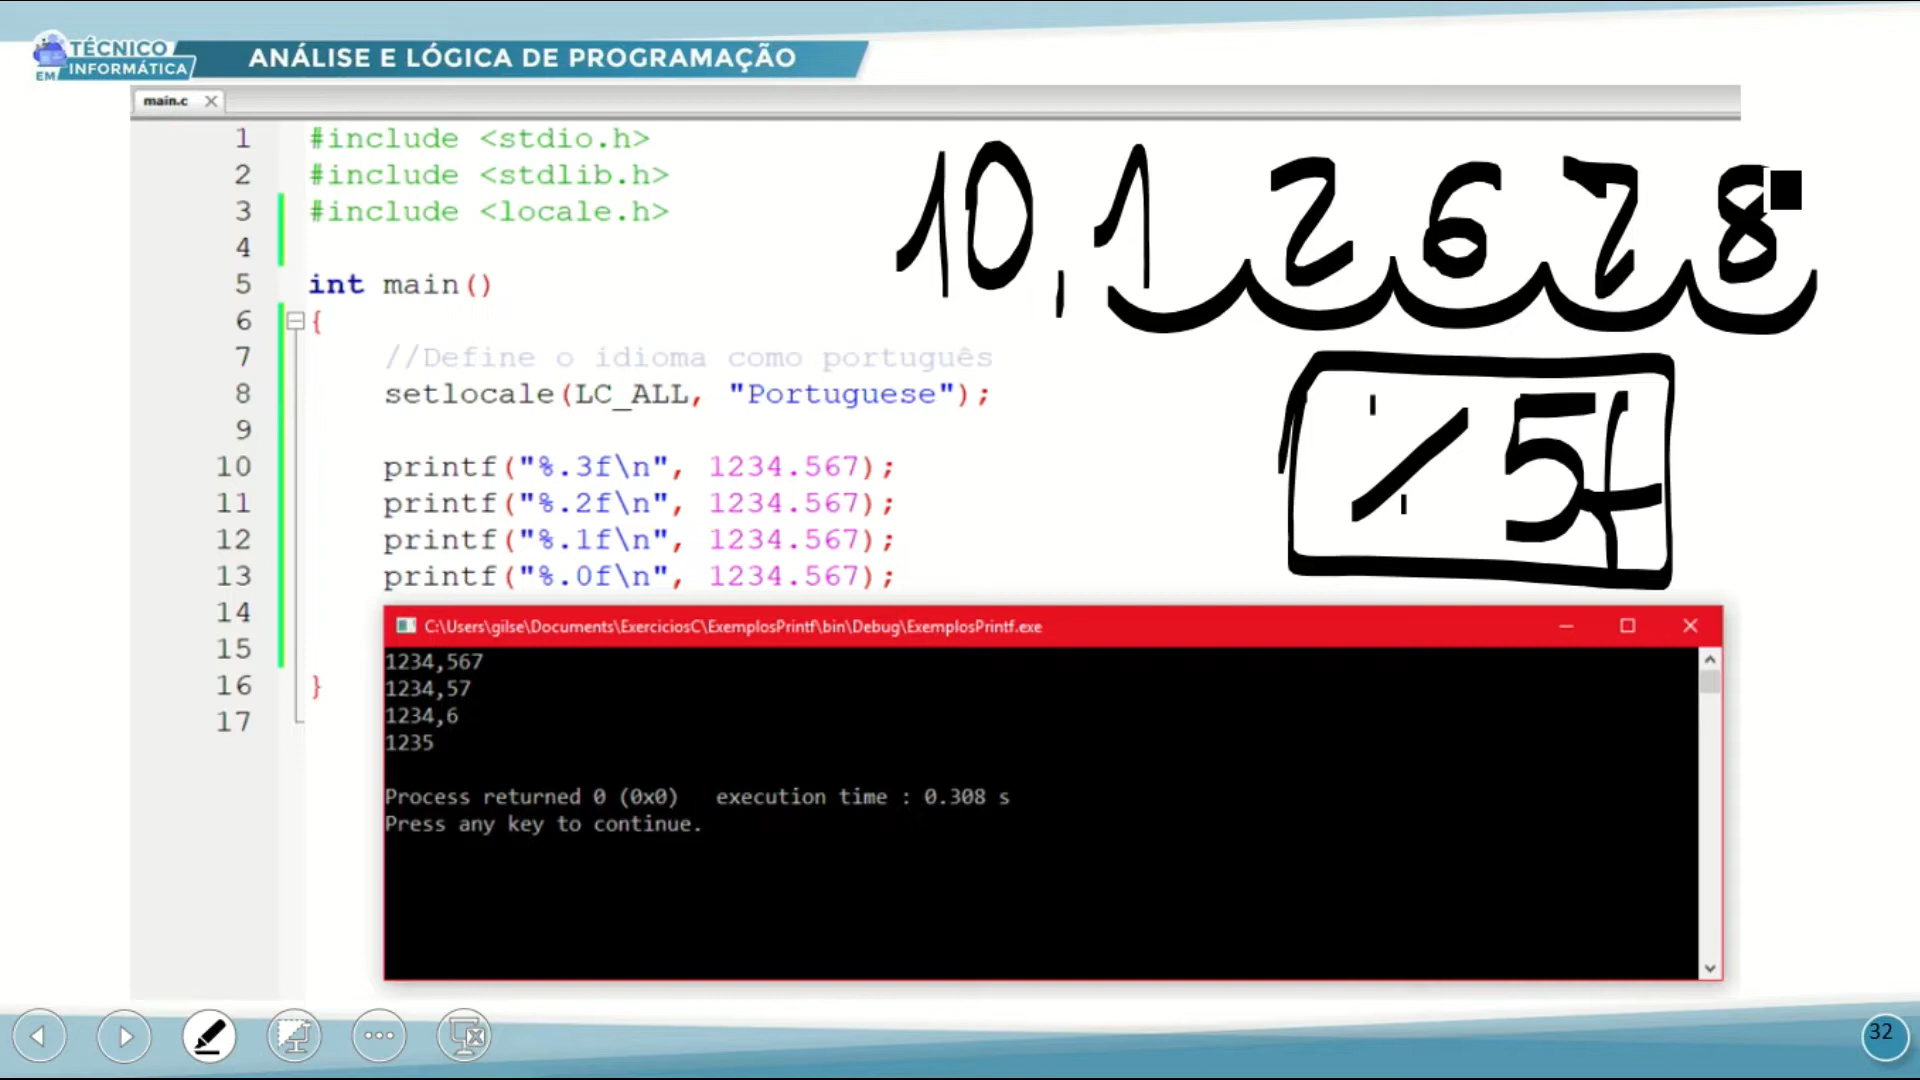 TÉCNICO
EM INFORMÁTICA
ANÁLISE E LÓGICA DE PROGRAMAÇÃO
main.c
1 #include <stdio.h>
2 #include <stdlib.h>
3 #include <locale.h>
4
5 int main()
6 {
7 //Define o idioma como português
8 setlocale(LC_ALL, "Portuguese");
9
10 printf("%.3f\n", 1234.567);
11 printf("%.2f\n", 1234.567);
12 printf("%.1f\n", 1234.567);
13 printf("%.0f\n", 1234.567);
14
15
16 }
17
10,12678
%5f
C:\Users\gilse\Documents\ExerciciosC\ExemplosPrintf\bin\Debug\ExemplosPrintf.exe
1234,567
1234,57
1234,6
1235
Process returned 0 (0x0) execution time : 0.308 s
Press any key to continue.
32